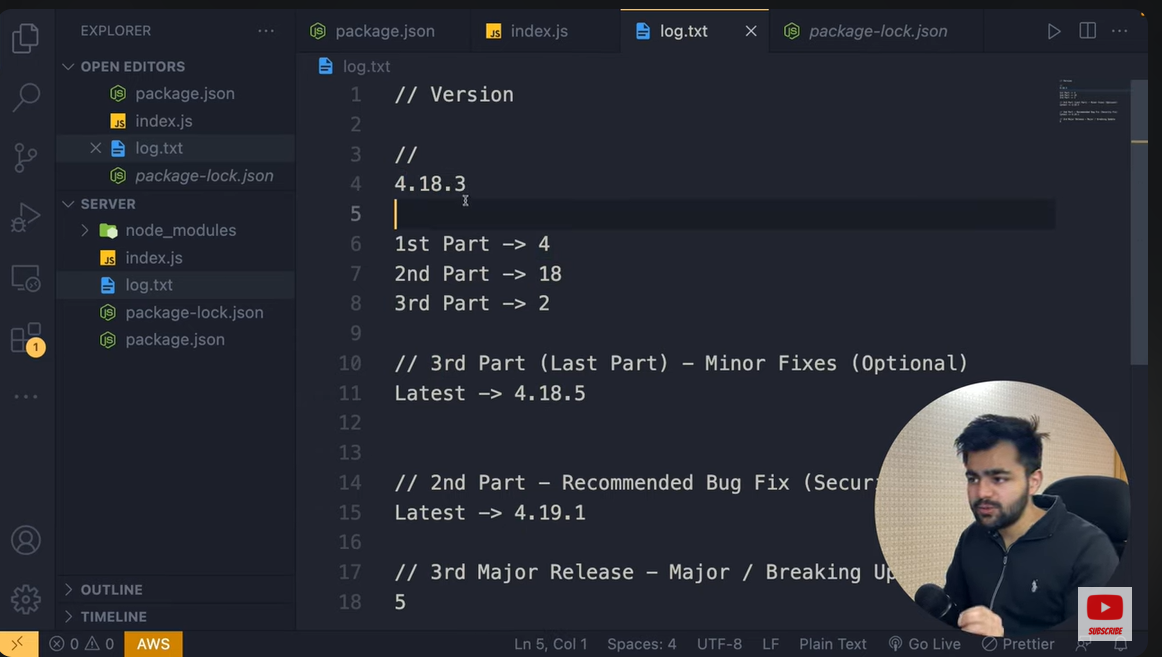 EXPLORER
OPEN EDITORS
package.json
index.js
log.txt
package-lock.json
SERVER
node_modules
index.js
log.txt
package-lock.json
package.json
OUTLINE
TIMELINE
package.json
index.js
log.txt
package-lock.json
log.txt
1 // Version
2
3 //
4 4.18.3
5
6 1st Part -> 4
7 2nd Part -> 18
8 3rd Part -> 2
9
10 // 3rd Part (Last Part) - Minor Fixes (Optional)
11 Latest -> 4.18.5
12
13
14 // 2nd Part - Recommended Bug Fix (Secur
15 Latest -> 4.19.1
16
17 // 3rd Major Release - Major / Breaking Up
18 5
1
SUBSCRIBE
0 0 AWS Ln 5, Col 1 Spaces: 4 UTF-8 LF Plain Text Go Live Prettier